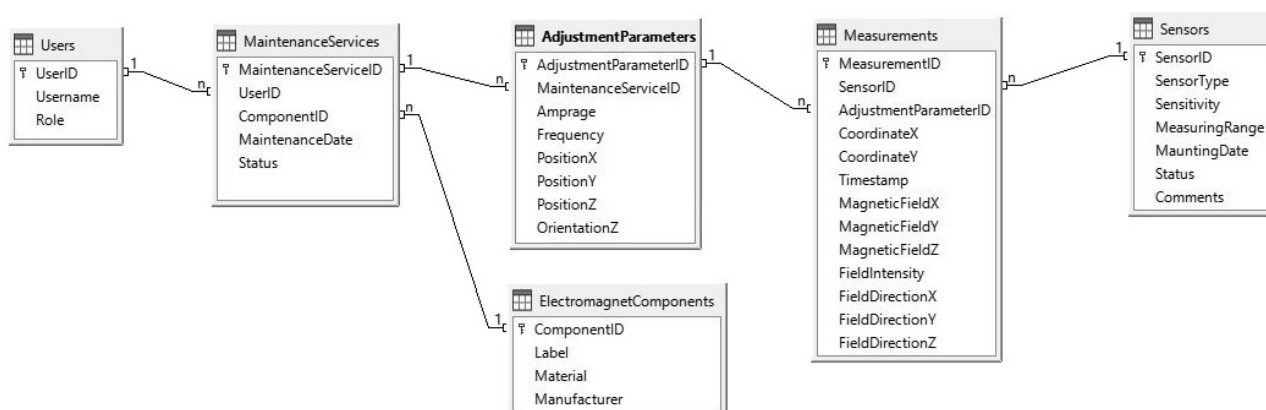 Users
UserID
Username
Role
1
n
MaintenanceServices
MaintenanceServiceID
UserID
ComponentID
MaintenanceDate
Status
1
n
n
AdjustmentParameters
AdjustmentParameterID
MaintenanceServiceID
Amprage
Frequency
PositionX
PositionY
PositionZ
OrientationZ
1
n
Measurements
MeasurementID
SensorID
AdjustmentParameterID
CoordinateX
CoordinateY
Timestamp
MagneticFieldX
MagneticFieldY
MagneticFieldZ
FieldIntensity
FieldDirectionX
FieldDirectionY
FieldDirectionZ
n
1
Sensors
SensorID
SensorType
Sensitivity
MeasuringRange
MauntingDate
Status
Comments
1
ElectromagnetComponents
ComponentID
Label
Material
Manufacturer